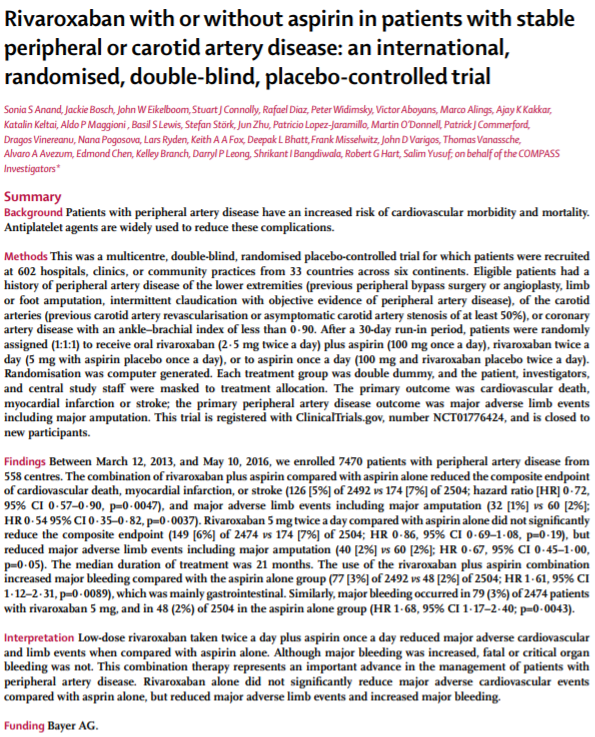 Rivaroxaban with or without aspirin in patients with stable
peripheral or carotid artery disease: an international,
randomised, double-blind, placebo-controlled trial
Sonia S Anand, Jackie Bosch, John W Eikelboom, Stuart J Connolly, Rafael Diaz, Peter Widimsky, Victor Aboyans, Marco Alings, Ajay K Kakkar,
Katalin Keltai, Aldo P Maggioni , Basil S Lewis, Stefan Störk, Jun Zhu, Patricio Lopez-Jaramillo, Martin O'Donnell, Patrick J Commerford,
Dragos Vinereanu, Nana Pogosova, Lars Ryden, Keith A A Fox, Deepak L Bhatt, Frank Misselwitz, John D Varigos, Thomas Vanassche,
Alvaro A Avezum, Edmond Chen, Kelley Branch, Darryl P Leong, Shrikant I Bangdiwala, Robert G Hart, Salim Yusuf; on behalf of the COMPASS
Investigators*
Summary
Background Patients with peripheral artery disease have an increased risk of cardiovascular morbidity and mortality.
Antiplatelet agents are widely used to reduce these complications.
Methods This was a multicentre, double-blind, randomised placebo-controlled trial for which patients were recruited
at 602 hospitals, clinics, or community practices from 33 countries across six continents. Eligible patients had a
history of peripheral artery disease of the lower extremities (previous peripheral bypass surgery or angioplasty, limb
or foot amputation, intermittent claudication with objective evidence of peripheral artery disease), of the carotid
arteries (previous carotid artery revascularisation or asymptomatic carotid artery stenosis of at least 50%), or coronary
artery disease with an ankle–brachial index of less than 0·90. After a 30-day run-in period, patients were randomly
assigned (1:1:1) to receive oral rivaroxaban (2·5 mg twice a day) plus aspirin (100 mg once a day), rivaroxaban twice a
day (5 mg with aspirin placebo once a day), or to aspirin once a day (100 mg and rivaroxaban placebo twice a day).
Randomisation was computer generated. Each treatment group was double dummy, and the patient, investigators,
and central study staff were masked to treatment allocation. The primary outcome was cardiovascular death,
myocardial infarction or stroke; the primary peripheral artery disease outcome was major adverse limb events
including major amputation. This trial is registered with ClinicalTrials.gov, number NCT01776424, and is closed to
new participants.
Findings Between March 12, 2013, and May 10, 2016, we enrolled 7470 patients with peripheral artery disease from
558 centres. The combination of rivaroxaban plus aspirin compared with aspirin alone reduced the composite endpoint
of cardiovascular death, myocardial infarction, or stroke (126 [5%] of 2492 vs 174 [7%] of 2504; hazard ratio [HR] 0·72,
95% CI 0·57–0·90, p=0·0047), and major adverse limb events including major amputation (32 [1%] vs 60 [2%];
HR 0·54 95% CI 0·35–0·82, p=0·0037). Rivaroxaban 5 mg twice a day compared with aspirin alone did not significantly
reduce the composite endpoint (149 [6%] of 2474 vs 174 [7%] of 2504; HR 0·86, 95% CI 0·69–1·08, p=0·19), but
reduced major adverse limb events including major amputation (40 [2%] vs 60 [2%]; HR 0·67, 95% CI 0·45–1·00,
p=0·05). The median duration of treatment was 21 months. The use of the rivaroxaban plus aspirin combination
increased major bleeding compared with the aspirin alone group (77 [3%] of 2492 vs 48 [2%] of 2504; HR 1·61, 95% CI
1·12–2·31, p=0·0089), which was mainly gastrointestinal. Similarly, major bleeding occurred in 79 (3%) of 2474 patients
with rivaroxaban 5 mg, and in 48 (2%) of 2504 in the aspirin alone group (HR 1·68, 95% CI 1·17–2·40; p=0·0043).
Interpretation Low-dose rivaroxaban taken twice a day plus aspirin once a day reduced major adverse cardiovascular
and limb events when compared with aspirin alone. Although major bleeding was increased, fatal or critical organ
bleeding was not. This combination therapy represents an important advance in the management of patients with
peripheral artery disease. Rivaroxaban alone did not significantly reduce major adverse cardiovascular events
compared with asprin alone, but reduced major adverse limb events and increased major bleeding.
Funding Bayer AG.